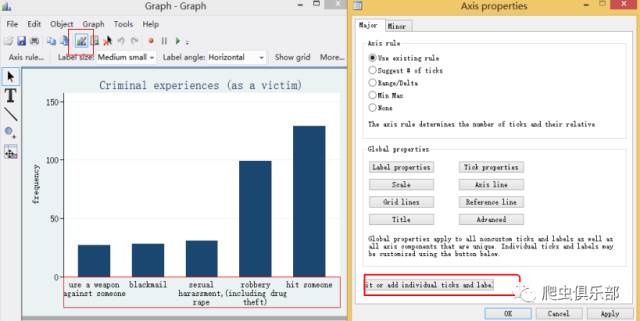 Graph - Graph
File Edit Object Graph Tools Help
Axis rule... Label size: Medium small Label angle: Horizontal Show grid More...
Criminal experiences (as a victim)
frequency
150
100
50
0
use a weapon against someone
blackmail
sexual harassment, rape
robbery (including drug theft)
hit someone
Axis properties
Major Minor
Axis rule
Use existing rule
Suggest # of ticks
Range/Delta
Min Max
None
The axis rule determines the number of ticks and their relative
Global properties
Label properties Tick properties
Scale Axis line
Grid lines Reference line
Title Advanced
Global properties apply to all noncustom ticks and labels as well as
all axis components that are unique. Individual ticks and labels may
be customized using the button below.
it or add individual ticks and labe
爬虫俱乐部
OK Cancel Apply